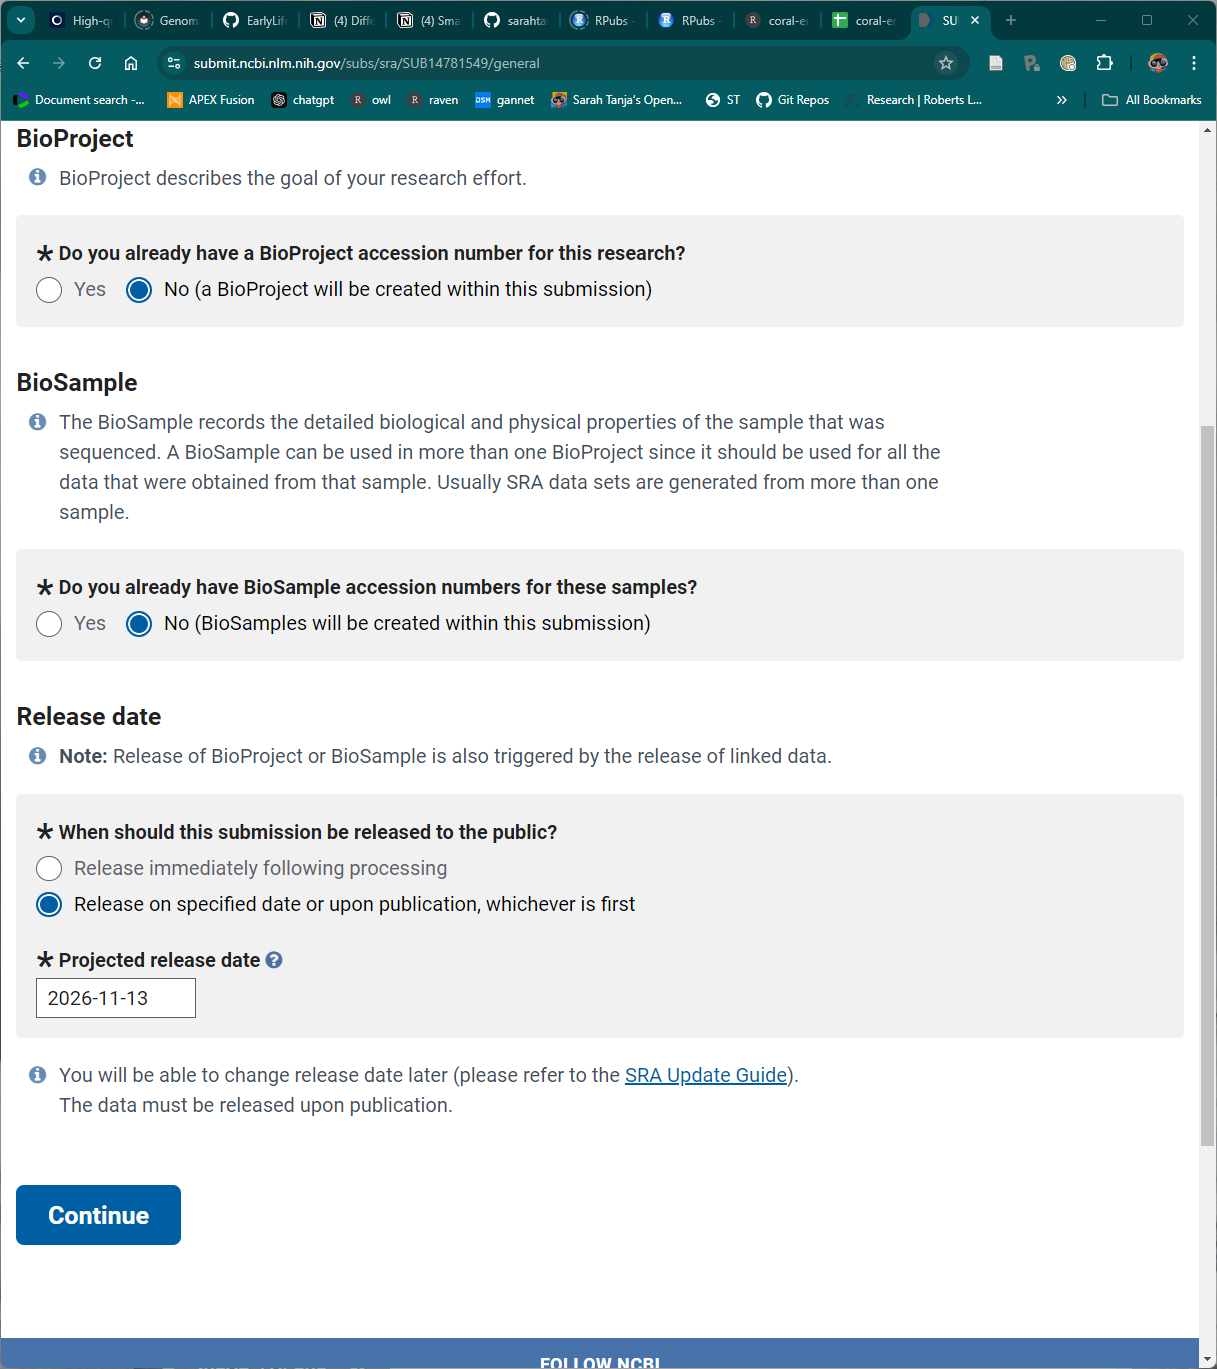 High-qu
Genom
EarlyLif
(4) Diffe
(4) Sma
sarahta
RPubs -
RPubs -
coral-er
coral-er
SU
submit.ncbi.nlm.nih.gov/subs/sra/SUB14781549/general
Document search -...
APEX Fusion
chatgpt
owl
raven
gannet
Sarah Tanja's Open...
ST
Git Repos
Research | Roberts L...
All Bookmarks
BioProject
BioProject describes the goal of your research effort.
* Do you already have a BioProject accession number for this research?
Yes No (a BioProject will be created within this submission)
BioSample
The BioSample records the detailed biological and physical properties of the sample that was
sequenced. A BioSample can be used in more than one BioProject since it should be used for all the
data that were obtained from that sample. Usually SRA data sets are generated from more than one
sample.
* Do you already have BioSample accession numbers for these samples?
Yes No (BioSamples will be created within this submission)
Release date
Note: Release of BioProject or BioSample is also triggered by the release of linked data.
* When should this submission be released to the public?
Release immediately following processing
Release on specified date or upon publication, whichever is first
* Projected release date
2026-11-13
You will be able to change release date later (please refer to the SRA Update Guide).
The data must be released upon publication.
Continue
FOLLOW NCBI